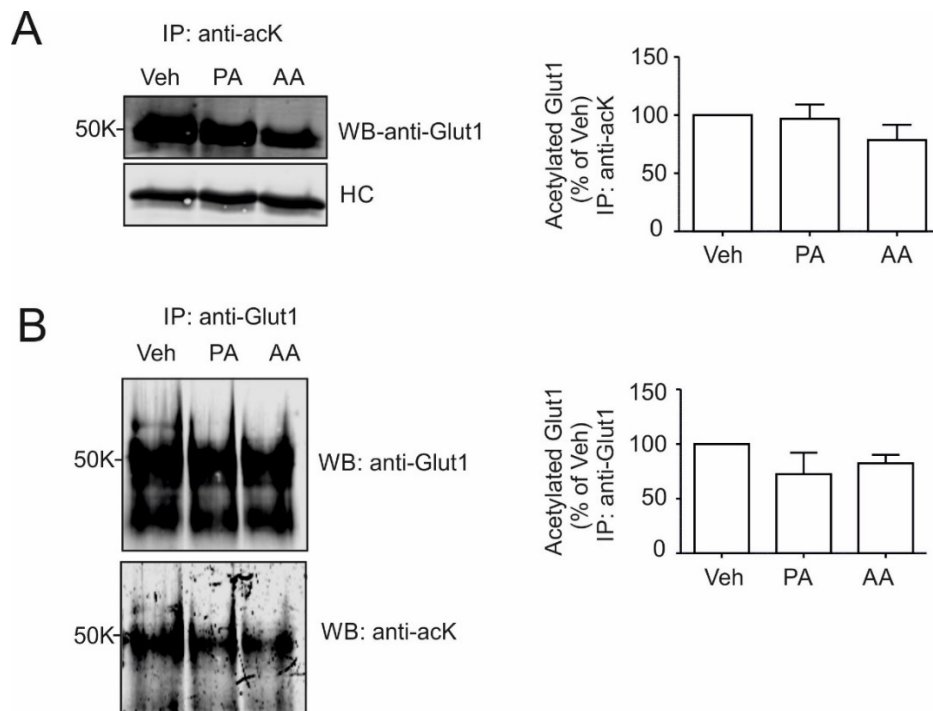 A
IP: anti-acK
Veh PA AA
50K-
WB-anti-Glut1
HC
Acetylated Glut1
(% of Veh)
IP: anti-acK
150
100
50
0
Veh PA AA
B
IP: anti-Glut1
Veh PA AA
50K-
WB: anti-Glut1
50K-
WB: anti-acK
Acetylated Glut1
(% of Veh)
IP: anti-Glut1
150
100
50
0
Veh PA AA